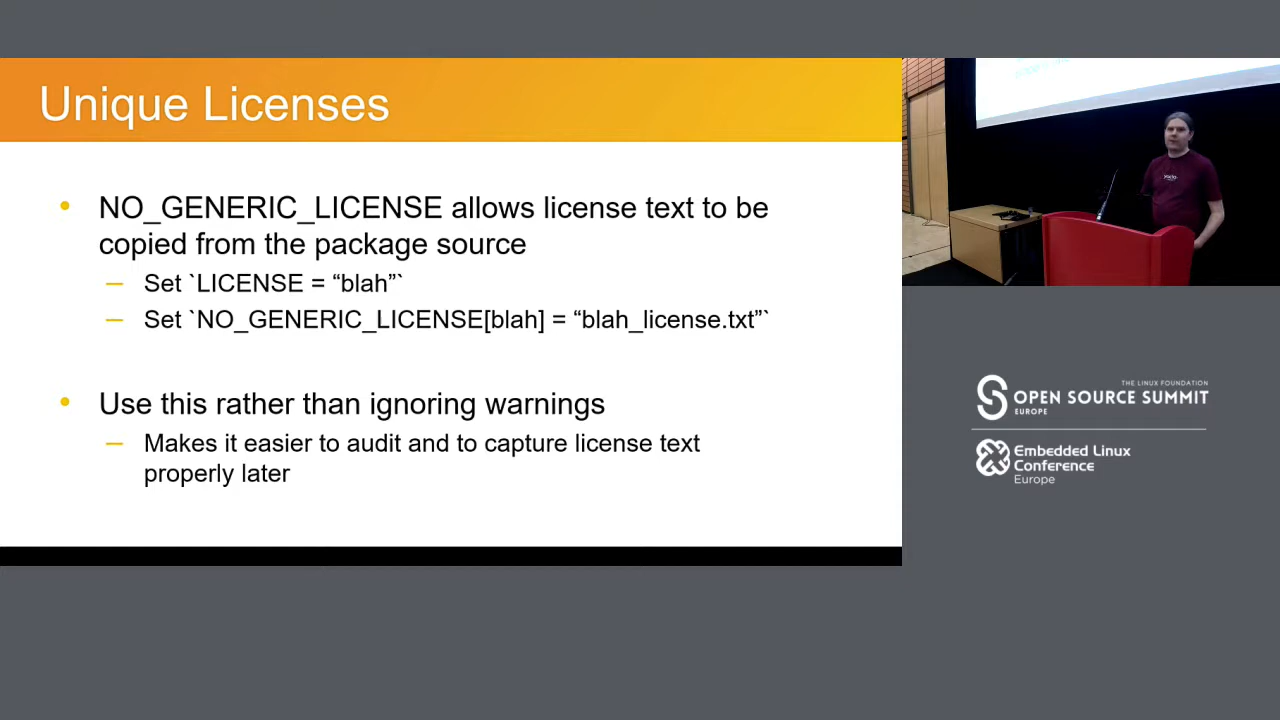 Unique Licenses
• NO_GENERIC_LICENSE allows license text to be
copied from the package source
– Set `LICENSE = “blah”`
– Set `NO_GENERIC_LICENSE[blah] = “blah_license.txt”`
• Use this rather than ignoring warnings
– Makes it easier to audit and to capture license text
properly later
THE LINUX FOUNDATION
OPEN SOURCE SUMMIT
EUROPE
Embedded Linux
Conference
Europe